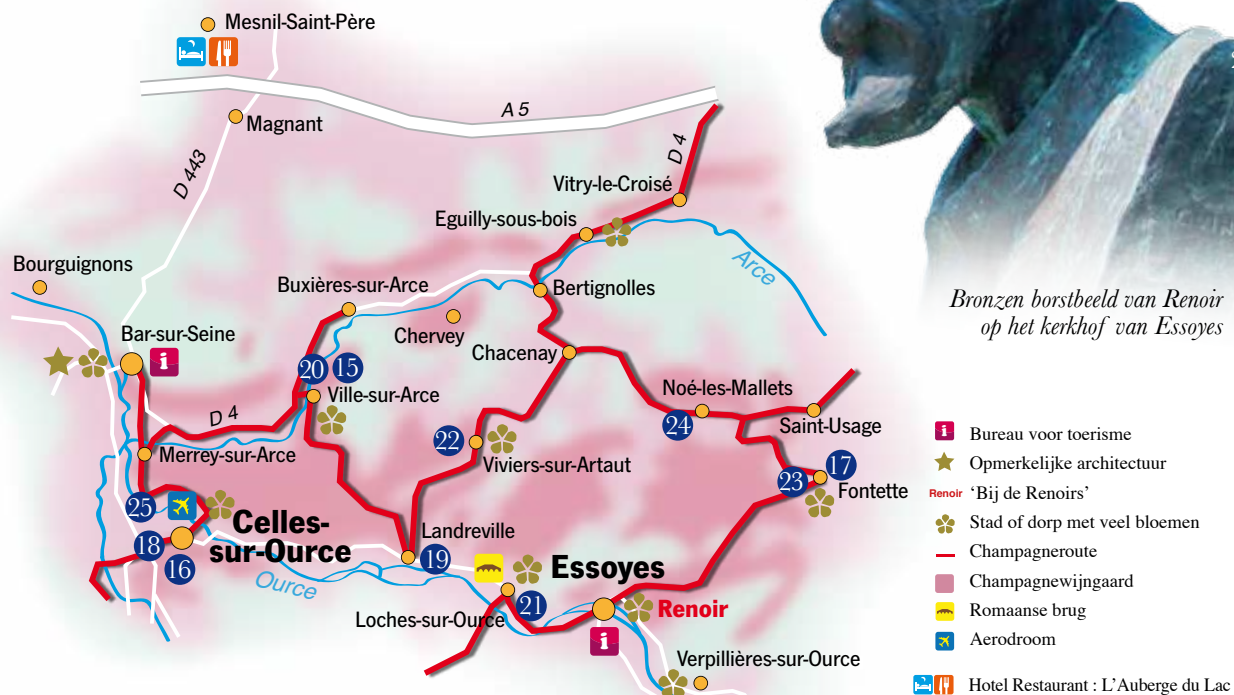 Mesnil-Saint-Père
Magnant
A 5
D 443
D 4
Vitry-le-Croisé
Eguilly-sous-bois
Arce
Bourguignons
Buxières-sur-Arce
Bertignolles
Chervey
Bar-sur-Seine
i
Chacenay
20 15
Ville-sur-Arce
D 4
Noé-les-Mallets
24
Saint-Usage
22
Viviers-sur-Artaut
Merrey-sur-Arce
17
23
Fontette
25
Celles-
sur-Ource
18
16
Landreville
19
Ource
Essoyes
Loches-sur-Ource
21
Renoir
i
Verpillières-sur-Ource
Bronzen borstbeeld van Renoir
op het kerkhof van Essoyes
i Bureau voor toerisme
Opmerkelijke architectuur
Renoir ‘Bij de Renoirs’
Stad of dorp met veel bloemen
Champagneroute
Champagnewijngaard
Romaanse brug
Aerodroom
Hotel Restaurant : L'Auberge du Lac